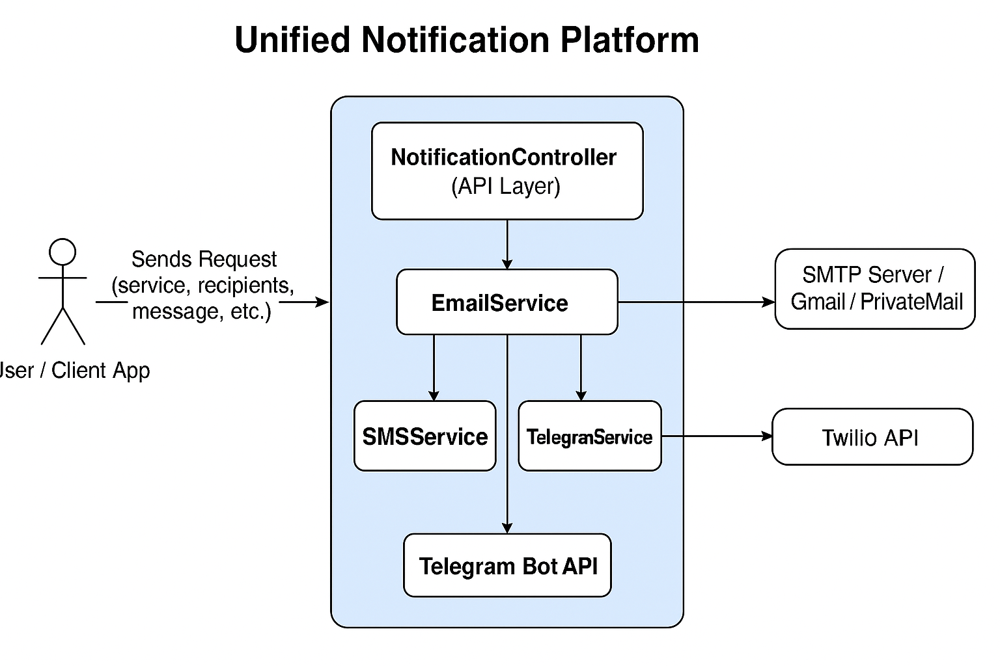 Unified Notification Platform
NotificationController
(API Layer)
Sends Request
(service, recipients,
message, etc.)
User / Client App
EmailService
SMTP Server /
Gmail / PrivateMail
SMSService
TelegranService
Twilio API
Telegram Bot API